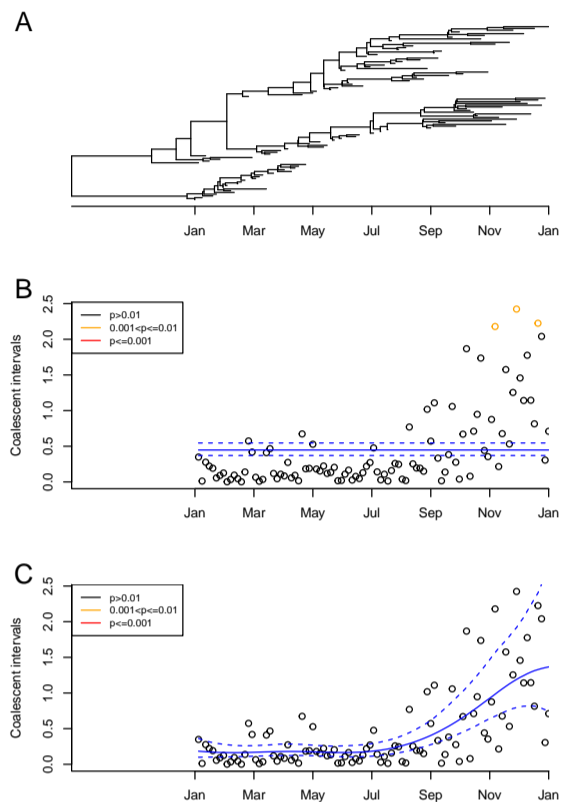 A
Jan Mar May Jul Sep Nov Jan
B
p>0.01
0.001<p<=0.01
p<=0.001
Coalescent intervals
2.5
2.0
1.5
1.0
0.5
0.0
Jan Mar May Jul Sep Nov Jan
C
p>0.01
0.001<p<=0.01
p<=0.001
Coalescent intervals
2.5
2.0
1.5
1.0
0.5
0.0
Jan Mar May Jul Sep Nov Jan